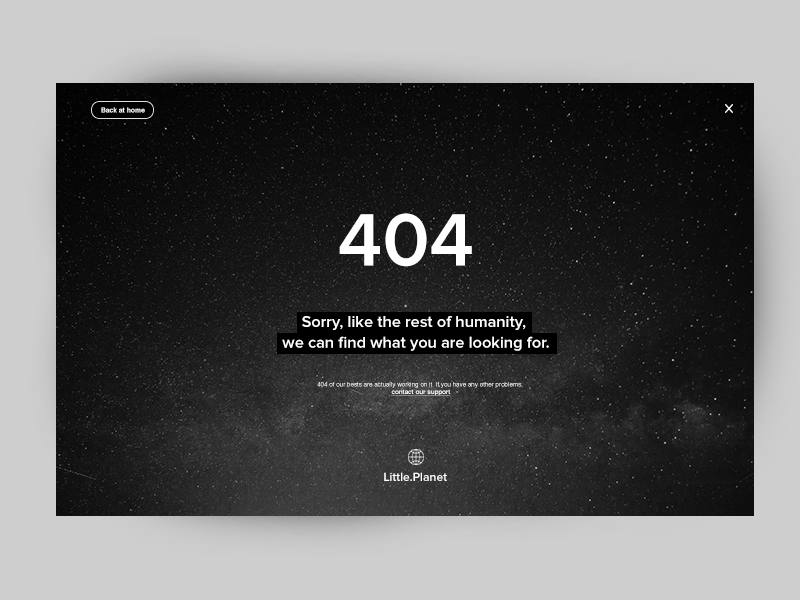 Back at home
X
404
Sorry, like the rest of humanity,
we can find what you are looking for.
404 of our bests are actually working on it. If you have any other problems,
contact our support
Little.Planet